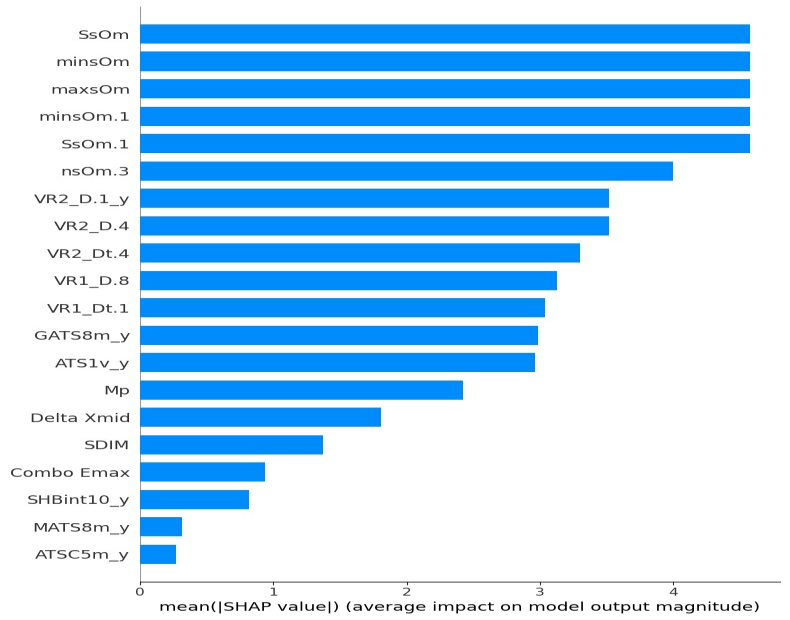 SsOm
minsOm
maxsOm
minsOm.1
SsOm.1
nsOm.3
VR2_D.1_y
VR2_D.4
VR2_Dt.4
VR1_D.8
VR1_Dt.1
GATS8m_y
ATS1v_y
Mp
Delta Xmid
SDIM
Combo Emax
SHBint10_y
MATS8m_y
ATSC5m_y
0 1 2 3 4
mean(|SHAP value|) (average impact on model output magnitude)